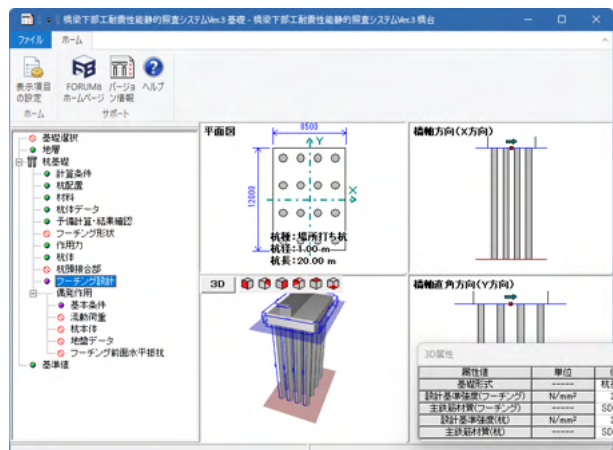 橋梁下部工耐震性能静的照査システムVer.3 基礎 - 橋梁下部工耐震性能静的照査システムVer.3 橋台
ファイル ホーム
表示項目の設定
FORUM8ホームページ
バージョン情報
ヘルプ
ホーム サポート
基礎選択
地層
杭基礎
計算条件
杭配置
材料
杭体データ
予備計算・結果確認
フーチング形状
作用力
杭体
杭頭接合部
フーチング設計
偶発作用
基本条件
流動荷重
杭本体
地盤データ
フーチング前面水平抵抗
基準値
平面図
8500
Y
12000
X
杭種:場所打ち杭
杭径:1.00 m
杭長:20.00 m
橋軸方向(X方向)
3D
橋軸直角方向(Y方向)
3D属性
属性値 単位
基礎形式 -----
設計基準強度(フーチング) N/mm²
主鉄筋材質(フーチング) ----- SD
設計基準強度(杭) N/mm²
主鉄筋材質(杭) ----- SD